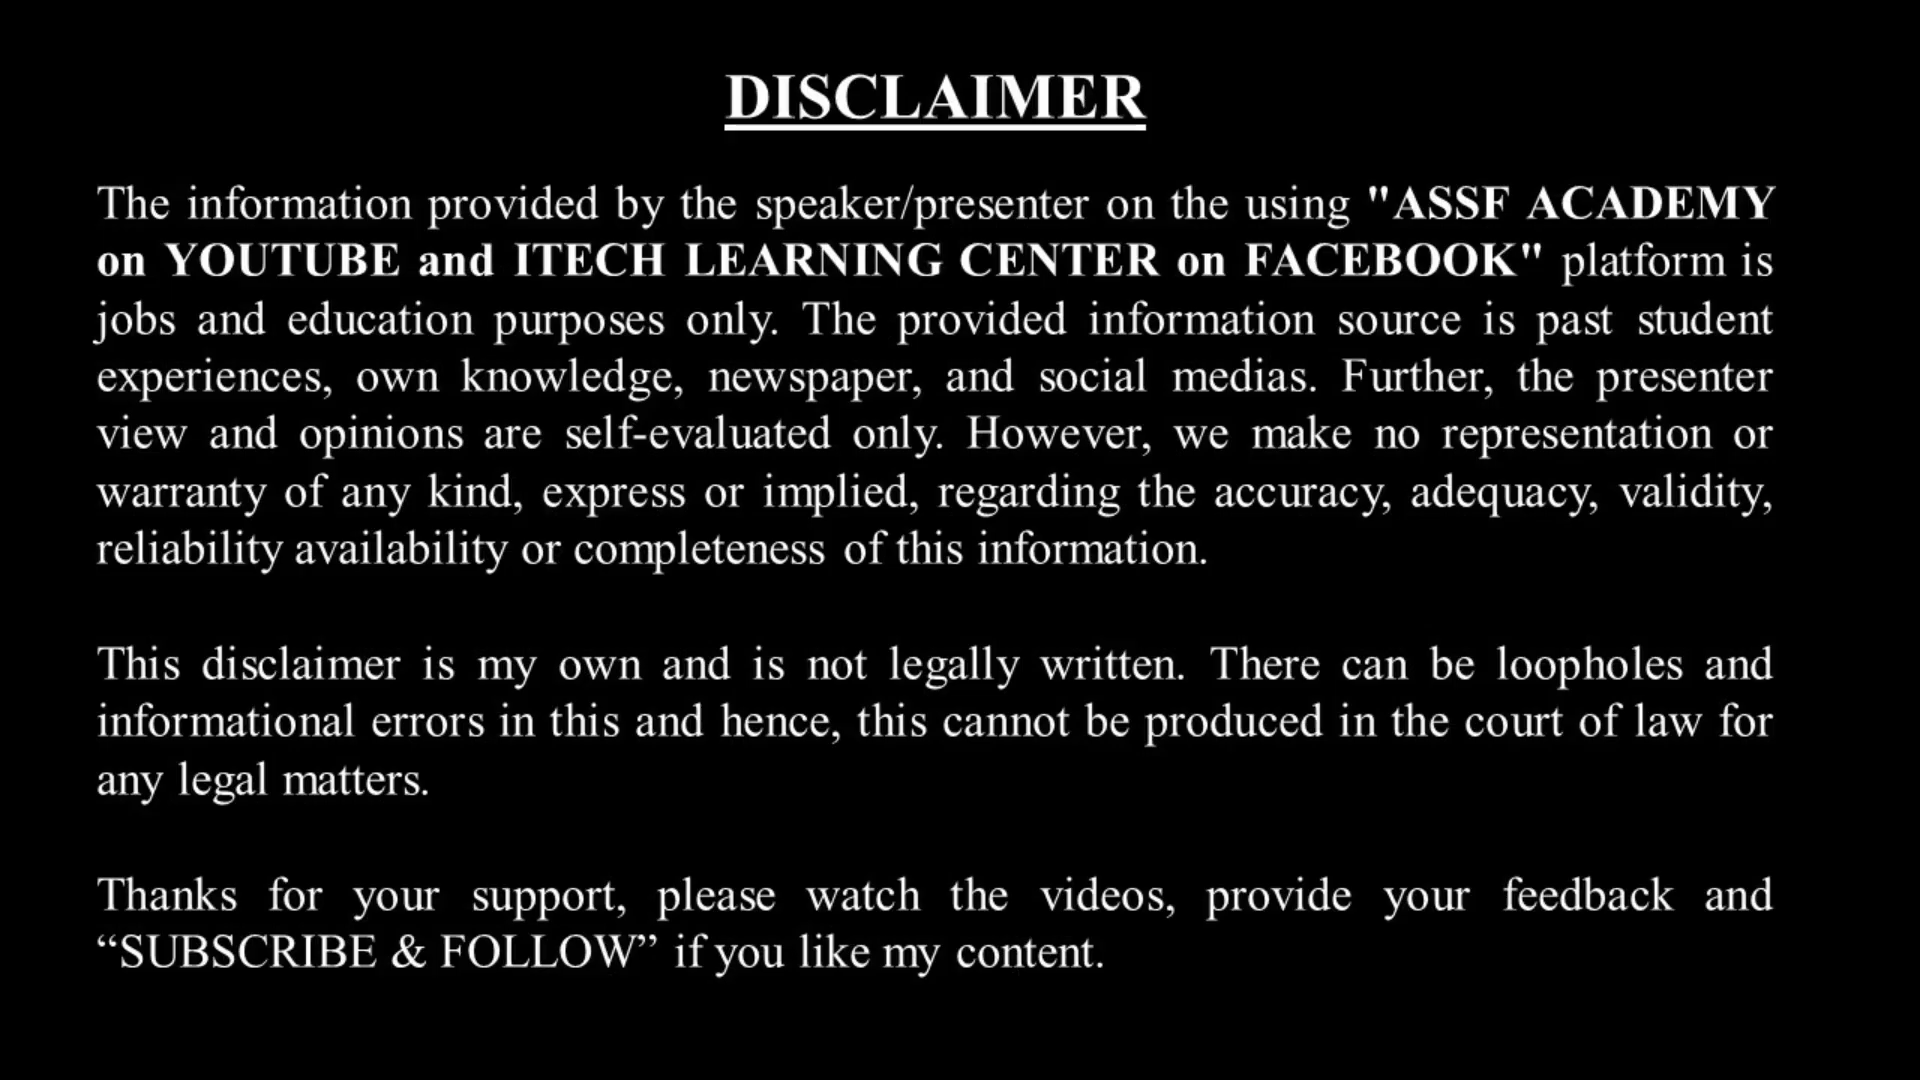 DISCLAIMER
The information provided by the speaker/presenter on the using "ASSF ACADEMY
on YOUTUBE and ITECH LEARNING CENTER on FACEBOOK" platform is
jobs and education purposes only. The provided information source is past student
experiences, own knowledge, newspaper, and social medias. Further, the presenter
view and opinions are self-evaluated only. However, we make no representation or
warranty of any kind, express or implied, regarding the accuracy, adequacy, validity,
reliability availability or completeness of this information.
This disclaimer is my own and is not legally written. There can be loopholes and
informational errors in this and hence, this cannot be produced in the court of law for
any legal matters.
Thanks for your support, please watch the videos, provide your feedback and
“SUBSCRIBE & FOLLOW” if you like my content.